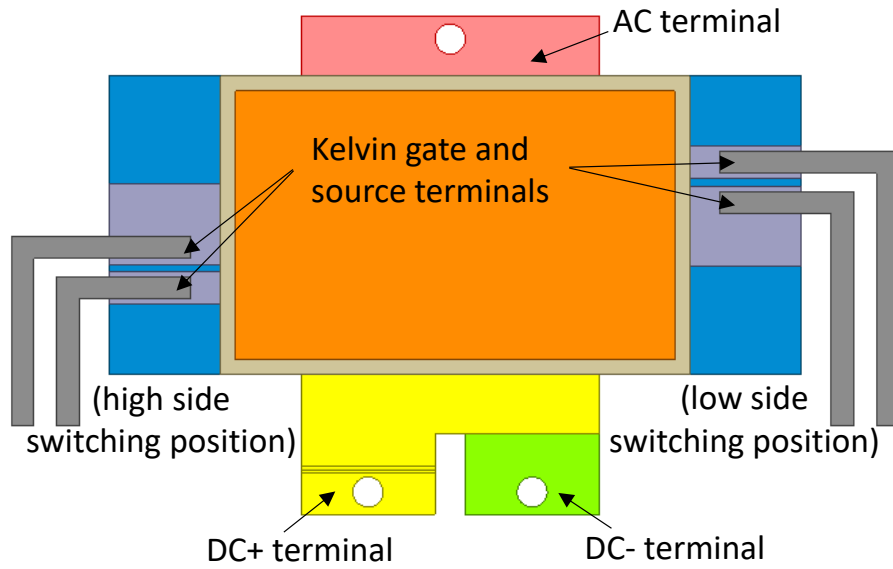 AC terminal
Kelvin gate and
source terminals
(high side
switching position)
(low side
switching position)
DC+ terminal
DC- terminal